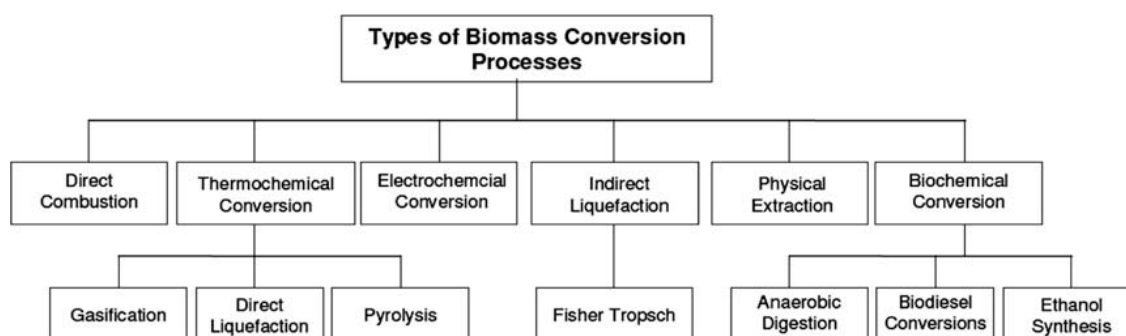 Types of Biomass Conversion
Processes
Direct
Combustion
Thermochemical
Conversion
Electrochemcial
Conversion
Indirect
Liquefaction
Physical
Extraction
Biochemical
Conversion
Gasification
Direct
Liquefaction
Pyrolysis
Fisher Tropsch
Anaerobic
Digestion
Biodiesel
Conversions
Ethanol
Synthesis